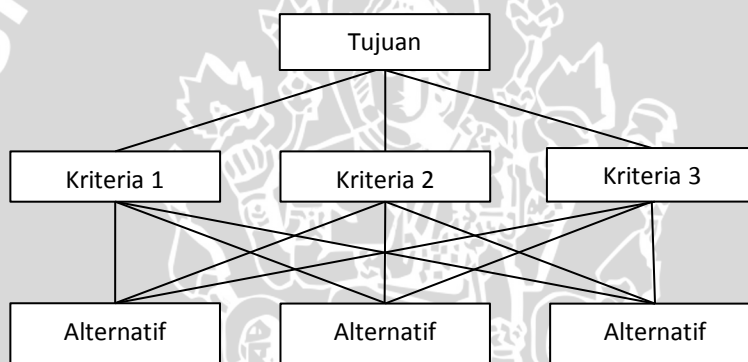 Tujuan
Kriteria 1
Kriteria 2
Kriteria 3
Alternatif
Alternatif
Alternatif